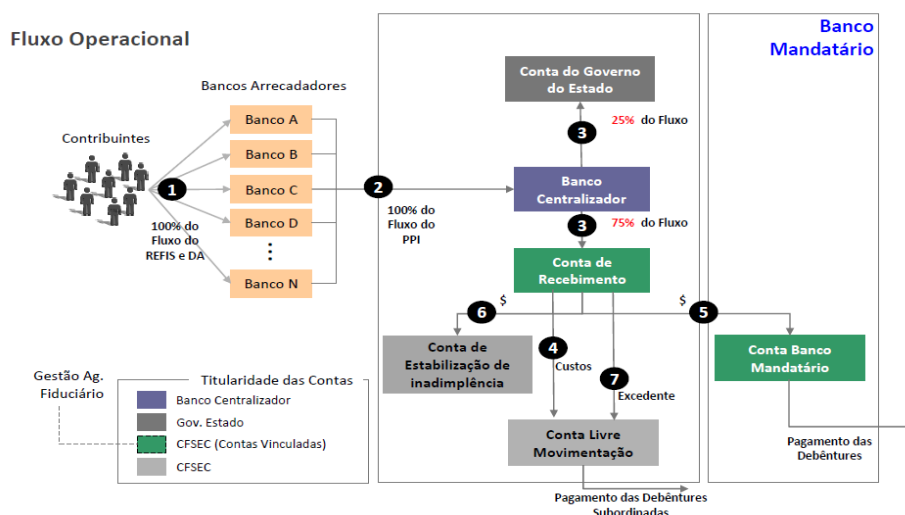 Fluxo Operacional
Banco
Mandatário
Bancos Arrecadadores
Contribuintes
Banco A
Banco B
Banco C
Banco D
Banco N
1
100% do
Fluxo do
REFIS e DA
2
100% do
Fluxo do
PPI
Conta do Governo
do Estado
3
25% do Fluxo
Banco
Centralizador
3
75% do Fluxo
Conta de
Recebimento
$
$
6
5
Conta de
Estabilização de
inadimplência
4
Custos
7
Excedente
Conta Banco
Mandatário
Conta Livre
Movimentação
Pagamento das
Debêntures
Pagamento das Debêntures
Subordinadas
Gestão Ag.
Fiduciário
Titularidade das Contas
Banco Centralizador
Gov. Estado
CFSEC (Contas Vinculadas)
CFSEC